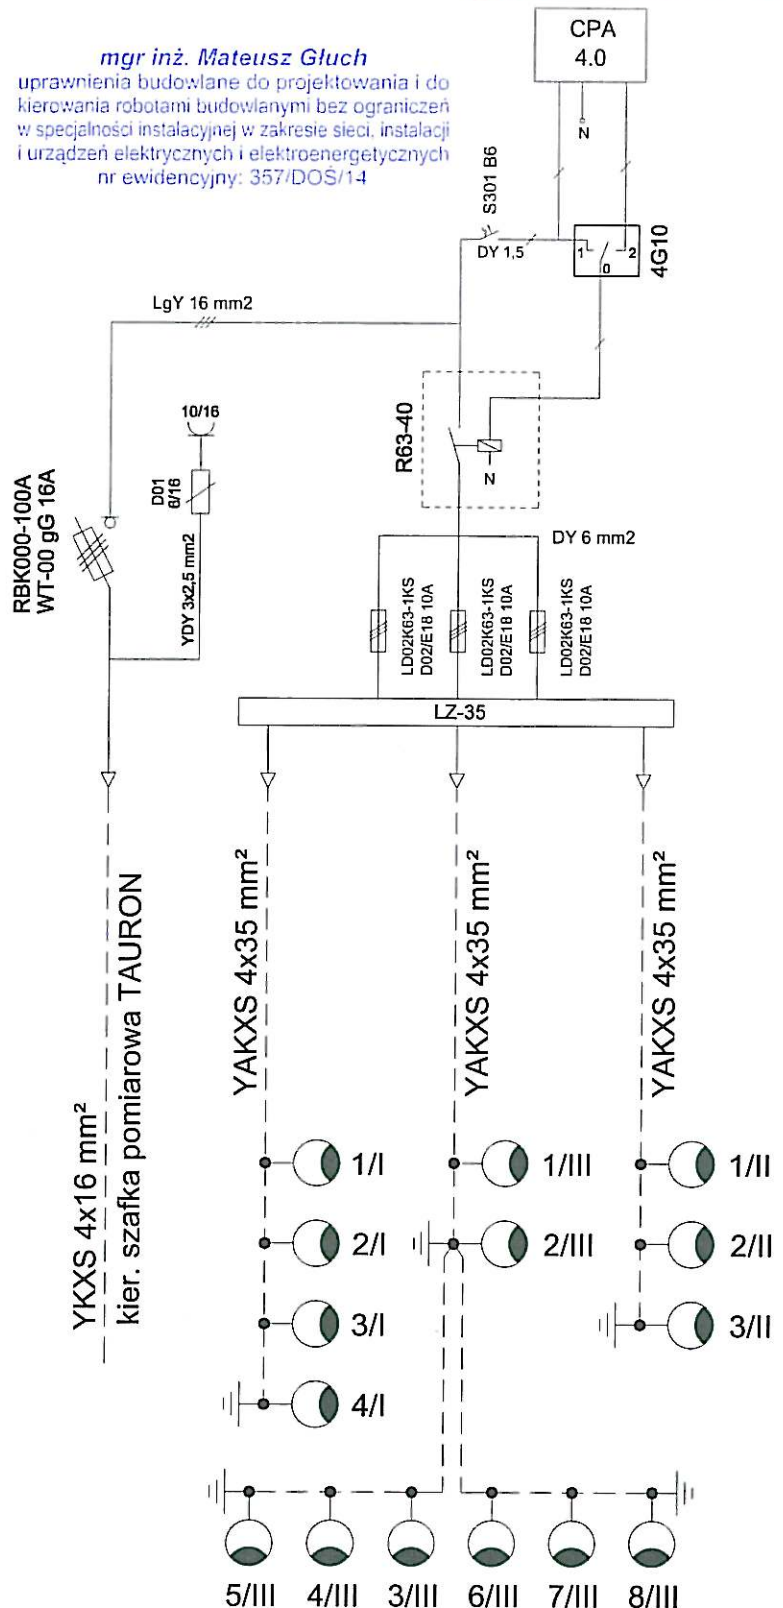 mgr inż. Mateusz Głuch
uprawnienia budowlane do projektowania i do
kierowania robotami budowlanymi bez ograniczeń
w specjalności instalacyjnej w zakresie sieci, instalacji
i urządzeń elektrycznych i elektroenergetycznych
nr ewidencyjny: 357/DOŚ/14
CPA
4.0
N
S301 B6
DY 1,5
1
0
2
4G10
LgY 16 mm2
10/16
D01
6/16
YDY 3x2,5 mm2
RBK000-100A
WT-00 gG 16A
R63-40
N
DY 6 mm2
LD02K63-1KS
D02/E18 10A
LD02K63-1KS
D02/E18 10A
LD02K63-1KS
D02/E18 10A
LZ-35
YKXS 4x16 mm²
kier. szafka pomiarowa TAURON
YAKXS 4x35 mm²
YAKXS 4x35 mm²
YAKXS 4x35 mm²
1/I
2/I
3/I
4/I
1/III
2/III
1/II
2/II
3/II
5/III
4/III
3/III
6/III
7/III
8/III